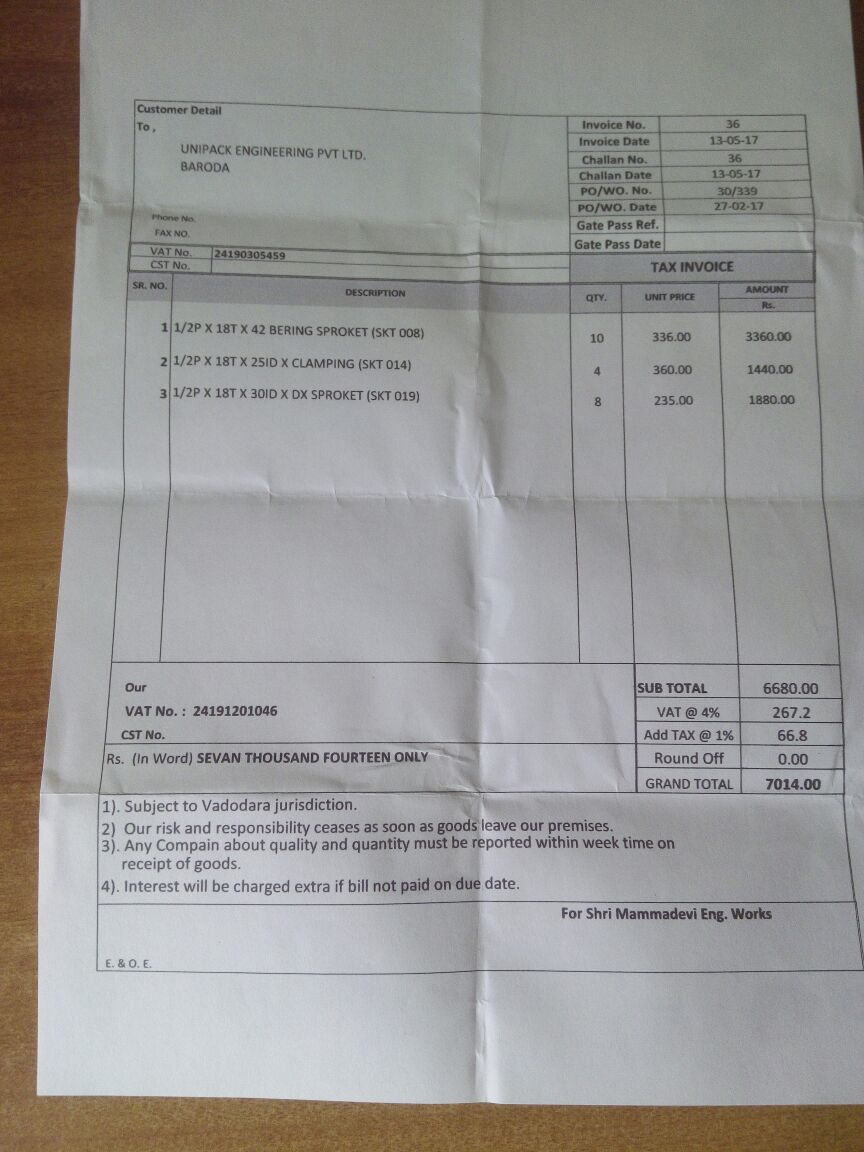 Customer Detail
To ,
UNIPACK ENGINEERING PVT LTD.
BARODA
Phone No.
FAX NO.
VAT No. 24190305459
CST No.
Invoice No. 36
Invoice Date 13-05-17
Challan No. 36
Challan Date 13-05-17
PO/WO. No. 30/339
PO/WO. Date 27-02-17
Gate Pass Ref.
Gate Pass Date
TAX INVOICE
SR. NO. DESCRIPTION QTY. UNIT PRICE AMOUNT
Rs.
1 1/2P X 18T X 42 BERING SPROKET (SKT 008) 10 336.00 3360.00
2 1/2P X 18T X 25ID X CLAMPING (SKT 014) 4 360.00 1440.00
3 1/2P X 18T X 30ID X DX SPROKET (SKT 019) 8 235.00 1880.00
Our
VAT No. : 24191201046
CST No.
SUB TOTAL 6680.00
VAT @ 4% 267.2
Add TAX @ 1% 66.8
Round Off 0.00
GRAND TOTAL 7014.00
Rs. (In Word) SEVAN THOUSAND FOURTEEN ONLY
1). Subject to Vadodara jurisdiction.
2) Our risk and responsibility ceases as soon as goods leave our premises.
3). Any Compain about quality and quantity must be reported within week time on
receipt of goods.
4). Interest will be charged extra if bill not paid on due date.
For Shri Mammadevi Eng. Works
E. & O. E.